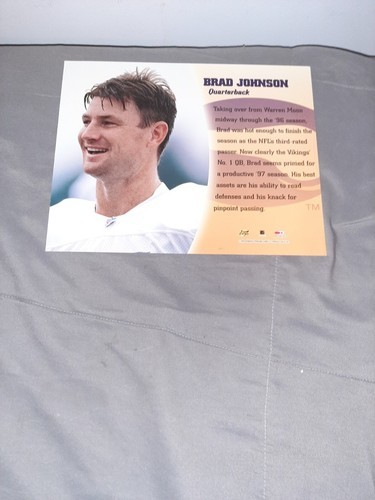 BRAD JOHNSON
Quarterback
Taking over from Warren Moon
midway through the '96 season,
Brad was hot enough to finish the
season as the NFL's third rated
passer. Now clearly the Vikings'
No. 1 QB, Brad seems primed for
a productive '97 season. His best
assets are his ability to read
defenses and his knack for
pinpoint passing.
TM